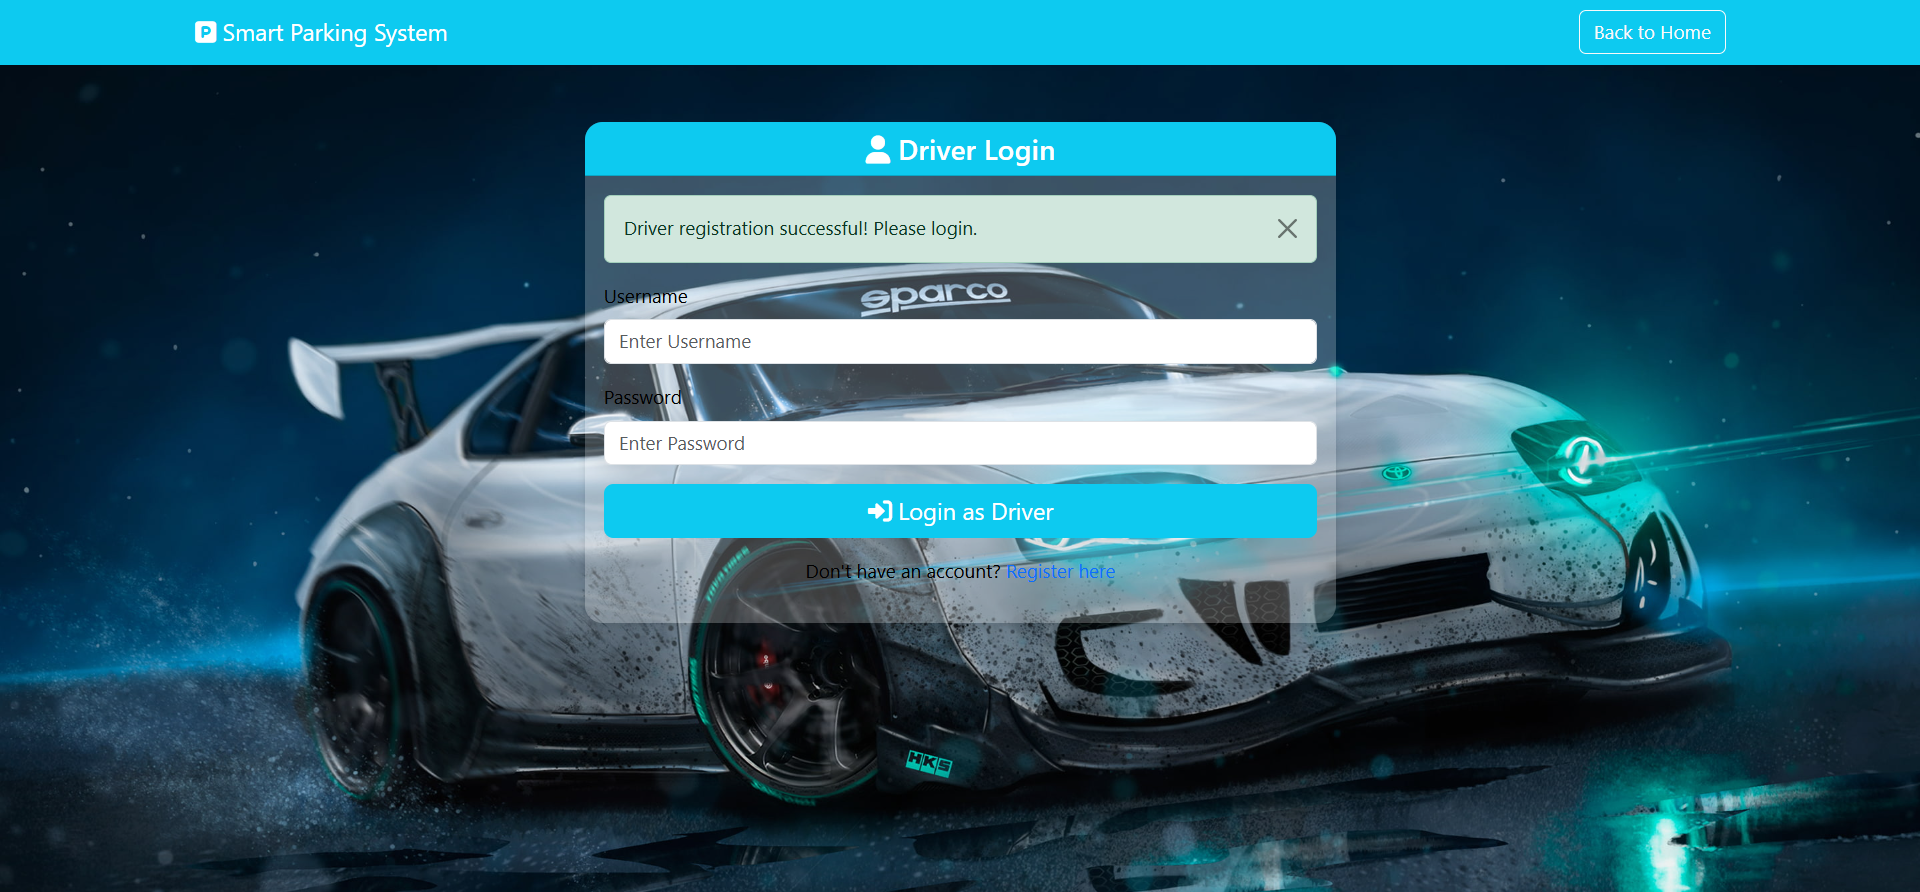 P Smart Parking System
Back to Home
Driver Login
Driver registration successful! Please login.
sparco
Username
Enter Username
Password
Enter Password
Login as Driver
Don't have an account? Register here
HKS